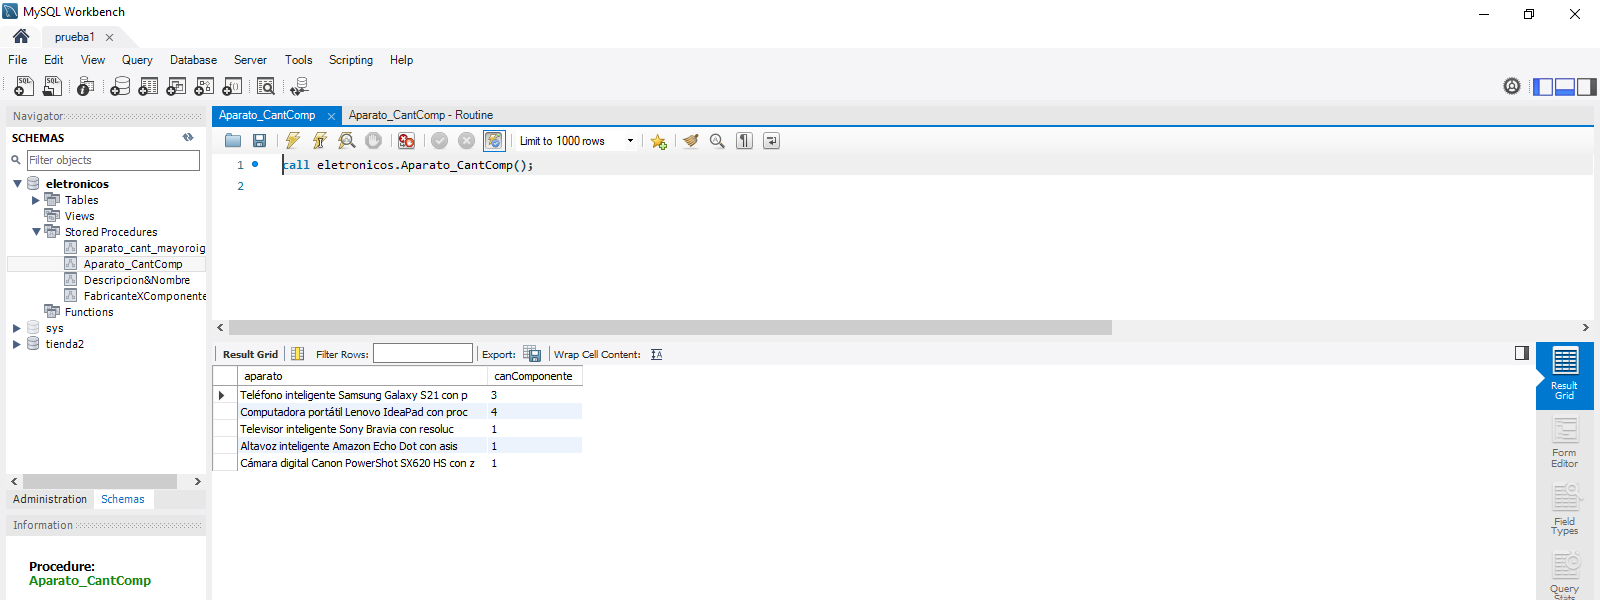 MySQL Workbench
prueba1
File Edit View Query Database Server Tools Scripting Help
Navigator
SCHEMAS
Filter objects
eletronicos
Tables
Views
Stored Procedures
aparato_cant_mayoroig
Aparato_CantComp
Descripcion&Nombre
FabricanteXComponente
Functions
sys
tienda2
Administration Schemas
Information
Procedure:
Aparato_CantComp
Aparato_CantComp
Aparato_CantComp - Routine
Limit to 1000 rows
1 call eletronicos.Aparato_CantComp();
2
Result Grid Filter Rows: Export: Wrap Cell Content:
aparato canComponente
Teléfono inteligente Samsung Galaxy S21 con p 3
Computadora portátil Lenovo IdeaPad con proc 4
Televisor inteligente Sony Bravia con resoluc 1
Altavoz inteligente Amazon Echo Dot con asis 1
Cámara digital Canon PowerShot SX620 HS con z 1
Result
Grid
Form
Editor
Field
Types
Query
Stats